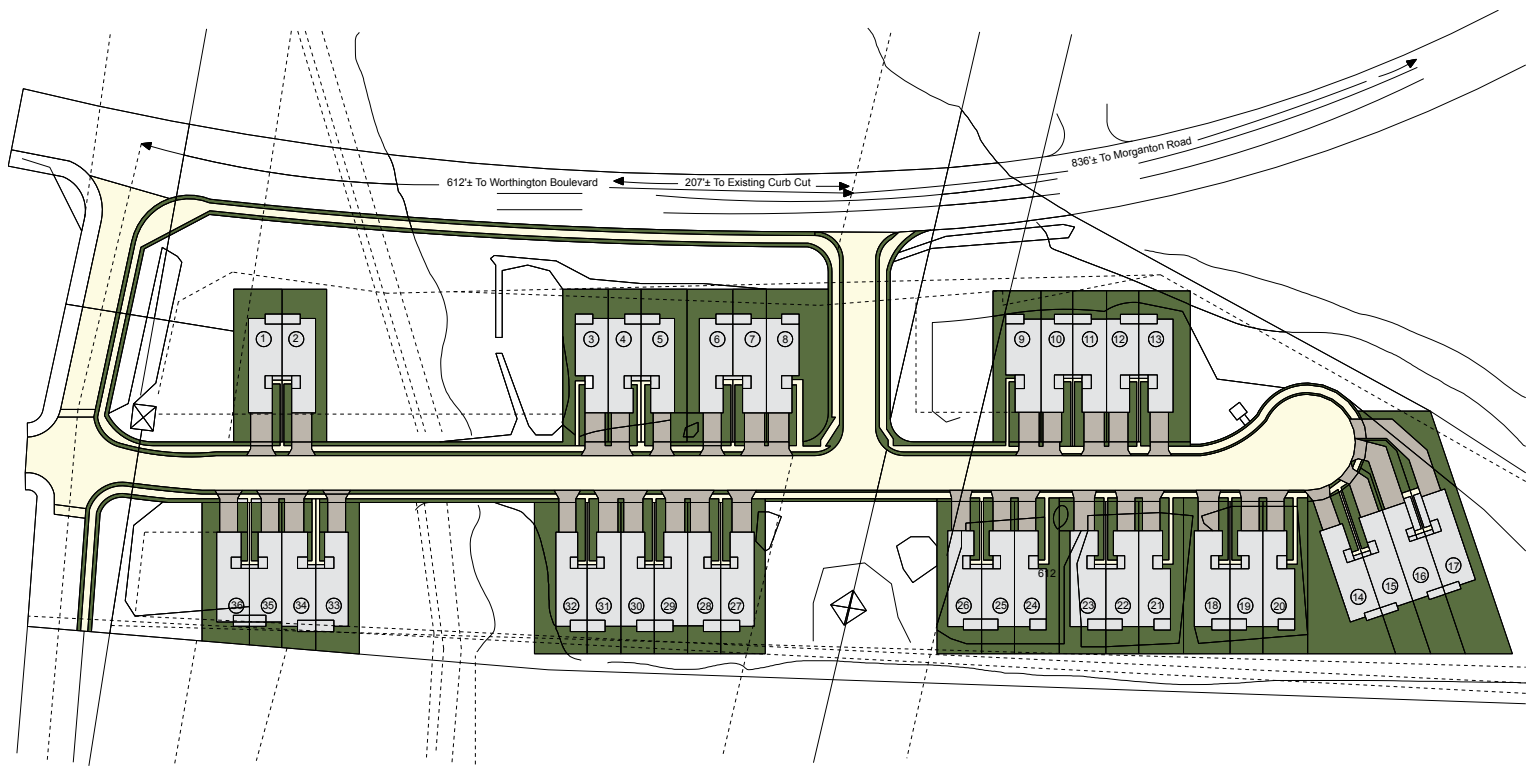 836'± To Morganton Road
612'± To Worthington Boulevard
207'± To Existing Curb Cut
1 2 3 4 5 6 7 8 9 10 11 12 13
14 15 16 17
612
36 35 34 33 32 31 30 29 28 27 26 25 24 23 22 21 18 19 20